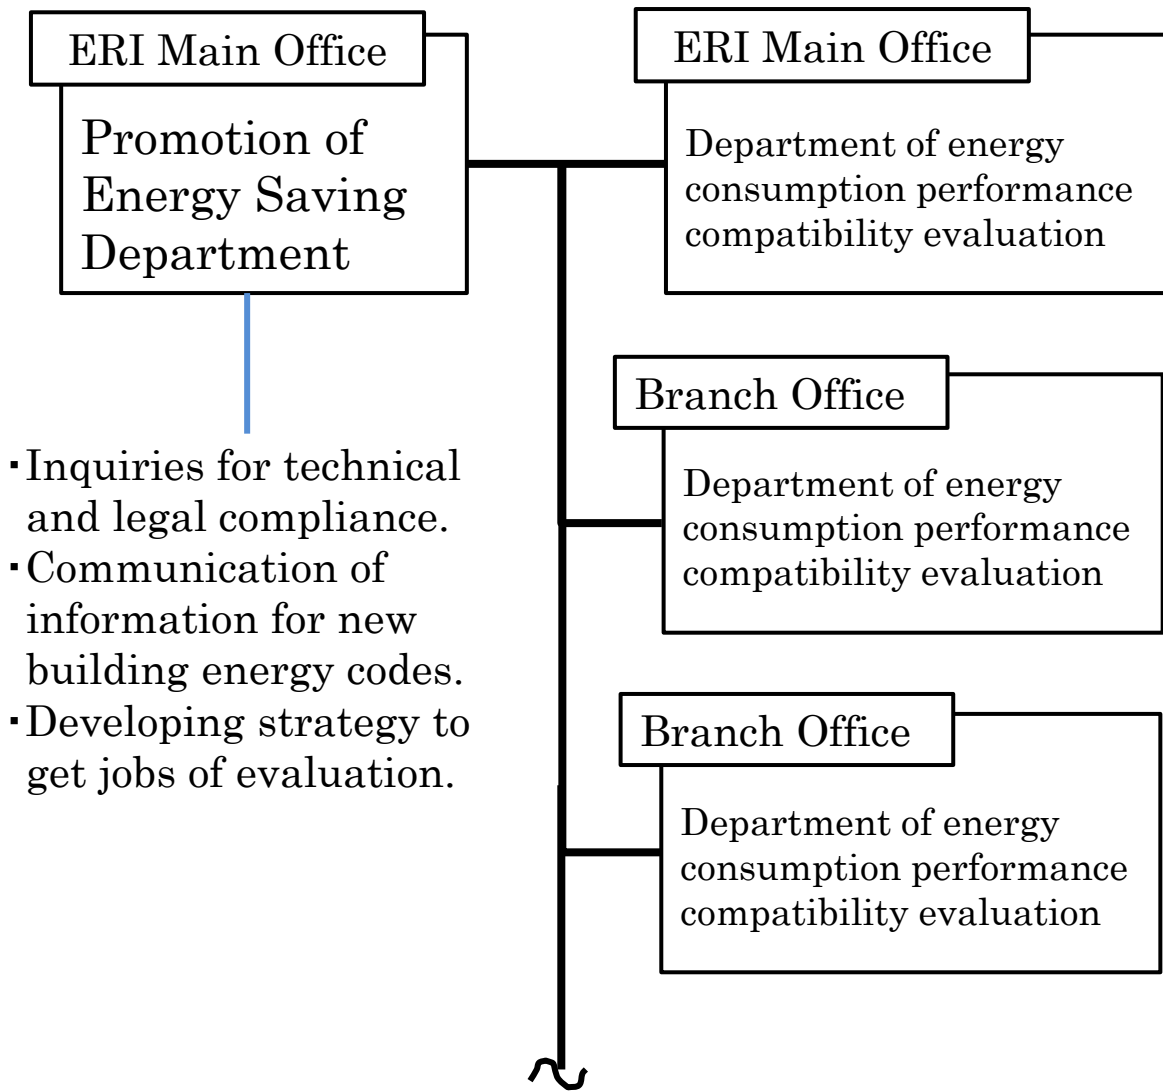 ERI Main Office
Promotion of
Energy Saving
Department
・Inquiries for technical
and legal compliance.
・Communication of
information for new
building energy codes.
・Developing strategy to
get jobs of evaluation.
ERI Main Office
Department of energy
consumption performance
compatibility evaluation
Branch Office
Department of energy
consumption performance
compatibility evaluation
Branch Office
Department of energy
consumption performance
compatibility evaluation